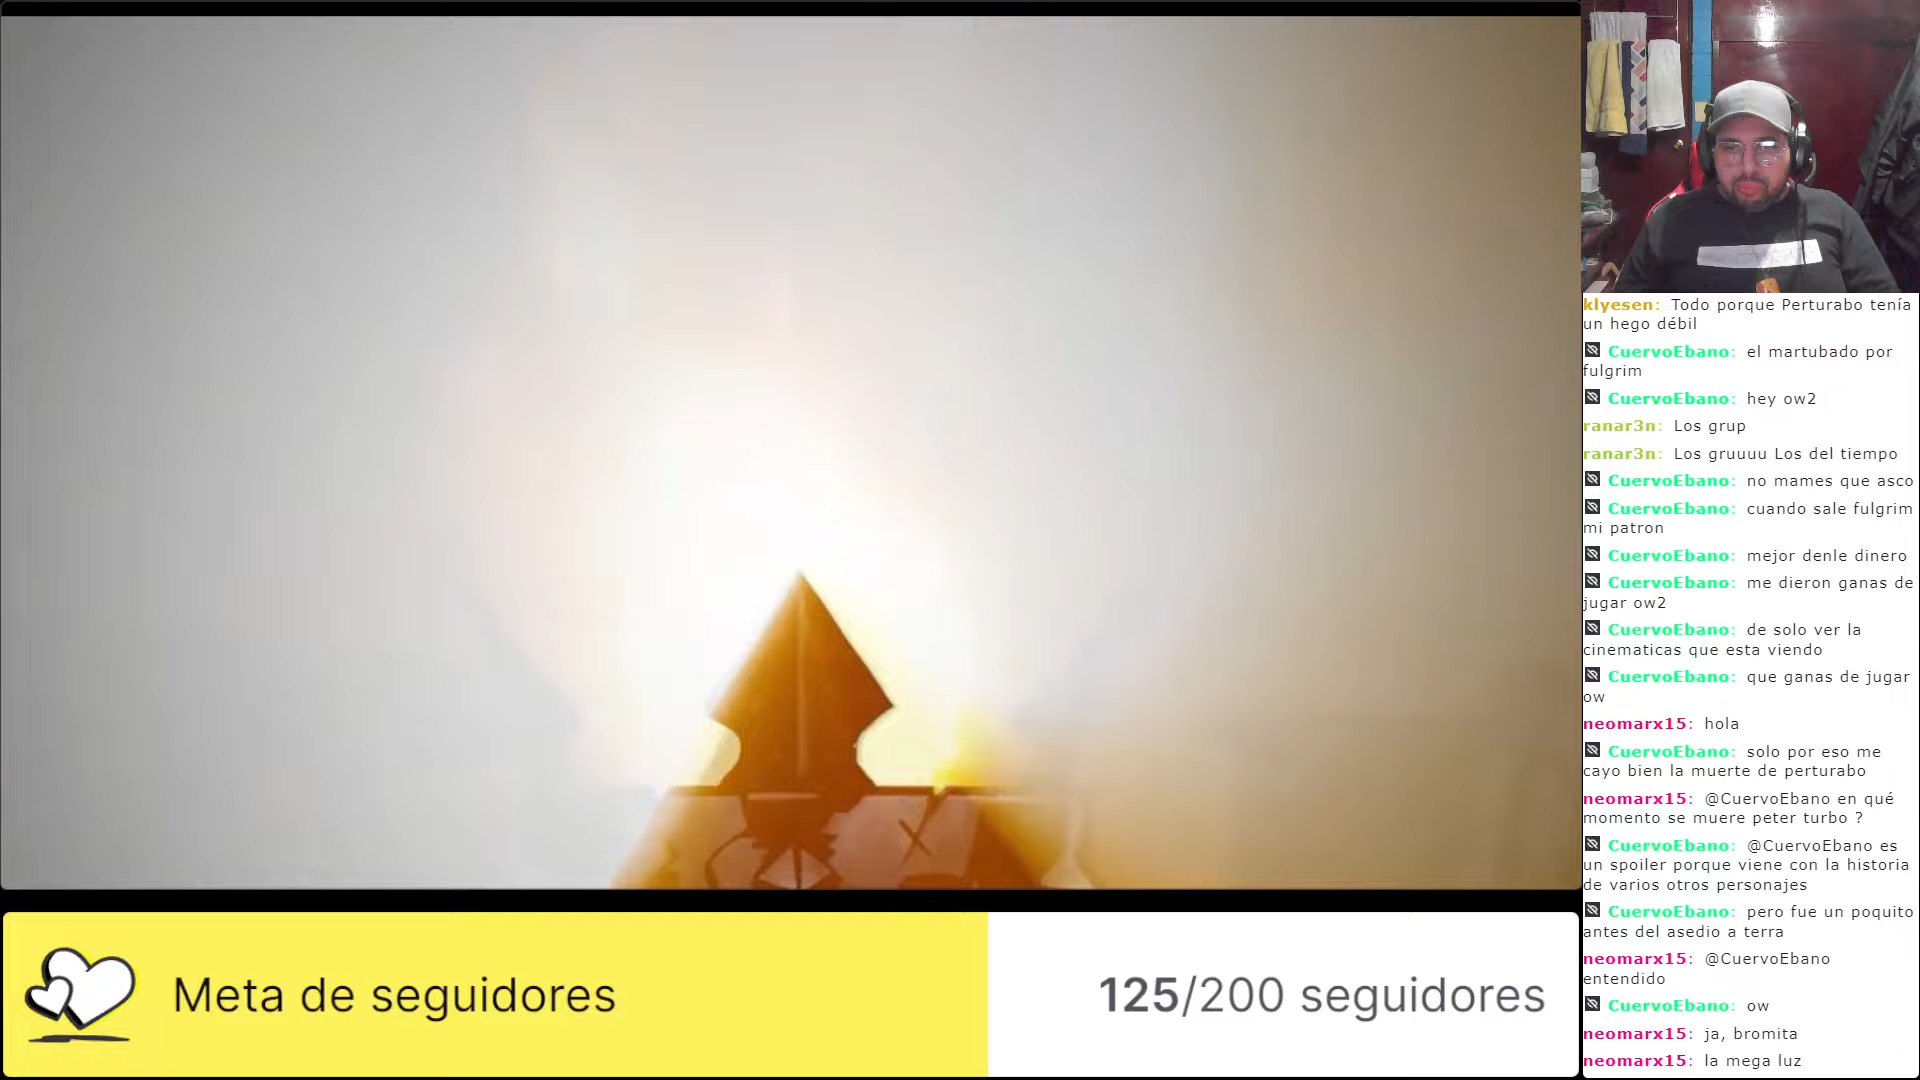 klyesen: Todo porque Perturabo tenía
un hego débil
CuervoEbano: el martubado por
fulgrim
CuervoEbano: hey ow2
ranar3n: Los grup
ranar3n: Los gruuuu Los del tiempo
CuervoEbano: no mames que asco
CuervoEbano: cuando sale fulgrim
mi patron
CuervoEbano: mejor denle dinero
CuervoEbano: me dieron ganas de
jugar ow2
CuervoEbano: de solo ver la
cinematicas que esta viendo
CuervoEbano: que ganas de jugar
ow
neomarx15: hola
CuervoEbano: solo por eso me
cayo bien la muerte de perturabo
neomarx15: @CuervoEbano en qué
momento se muere peter turbo ?
CuervoEbano: @CuervoEbano es
un spoiler porque viene con la historia
de varios otros personajes
CuervoEbano: pero fue un poquito
antes del asedio a terra
neomarx15: @CuervoEbano
entendido
CuervoEbano: ow
neomarx15: ja, bromita
neomarx15: la mega luz
Meta de seguidores
125/200 seguidores